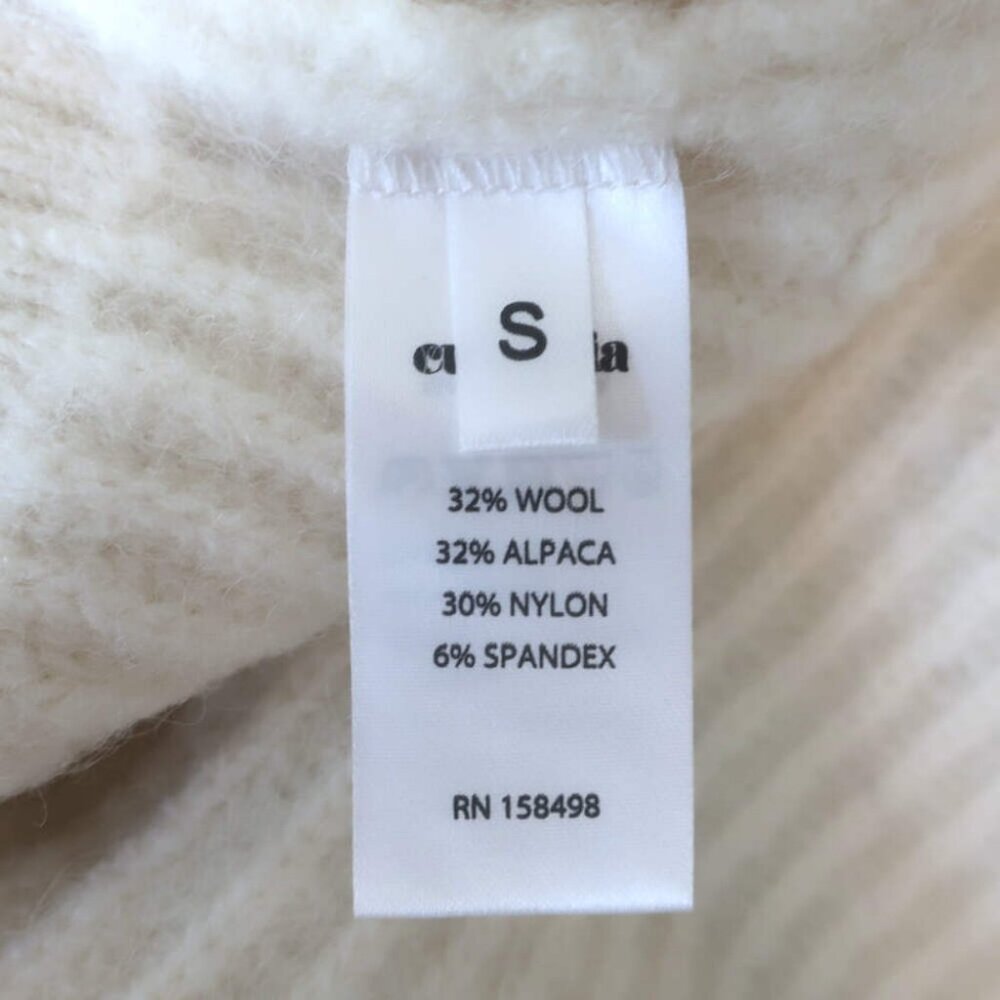 S
32% WOOL
32% ALPACA
30% NYLON
6% SPANDEX
RN 158498